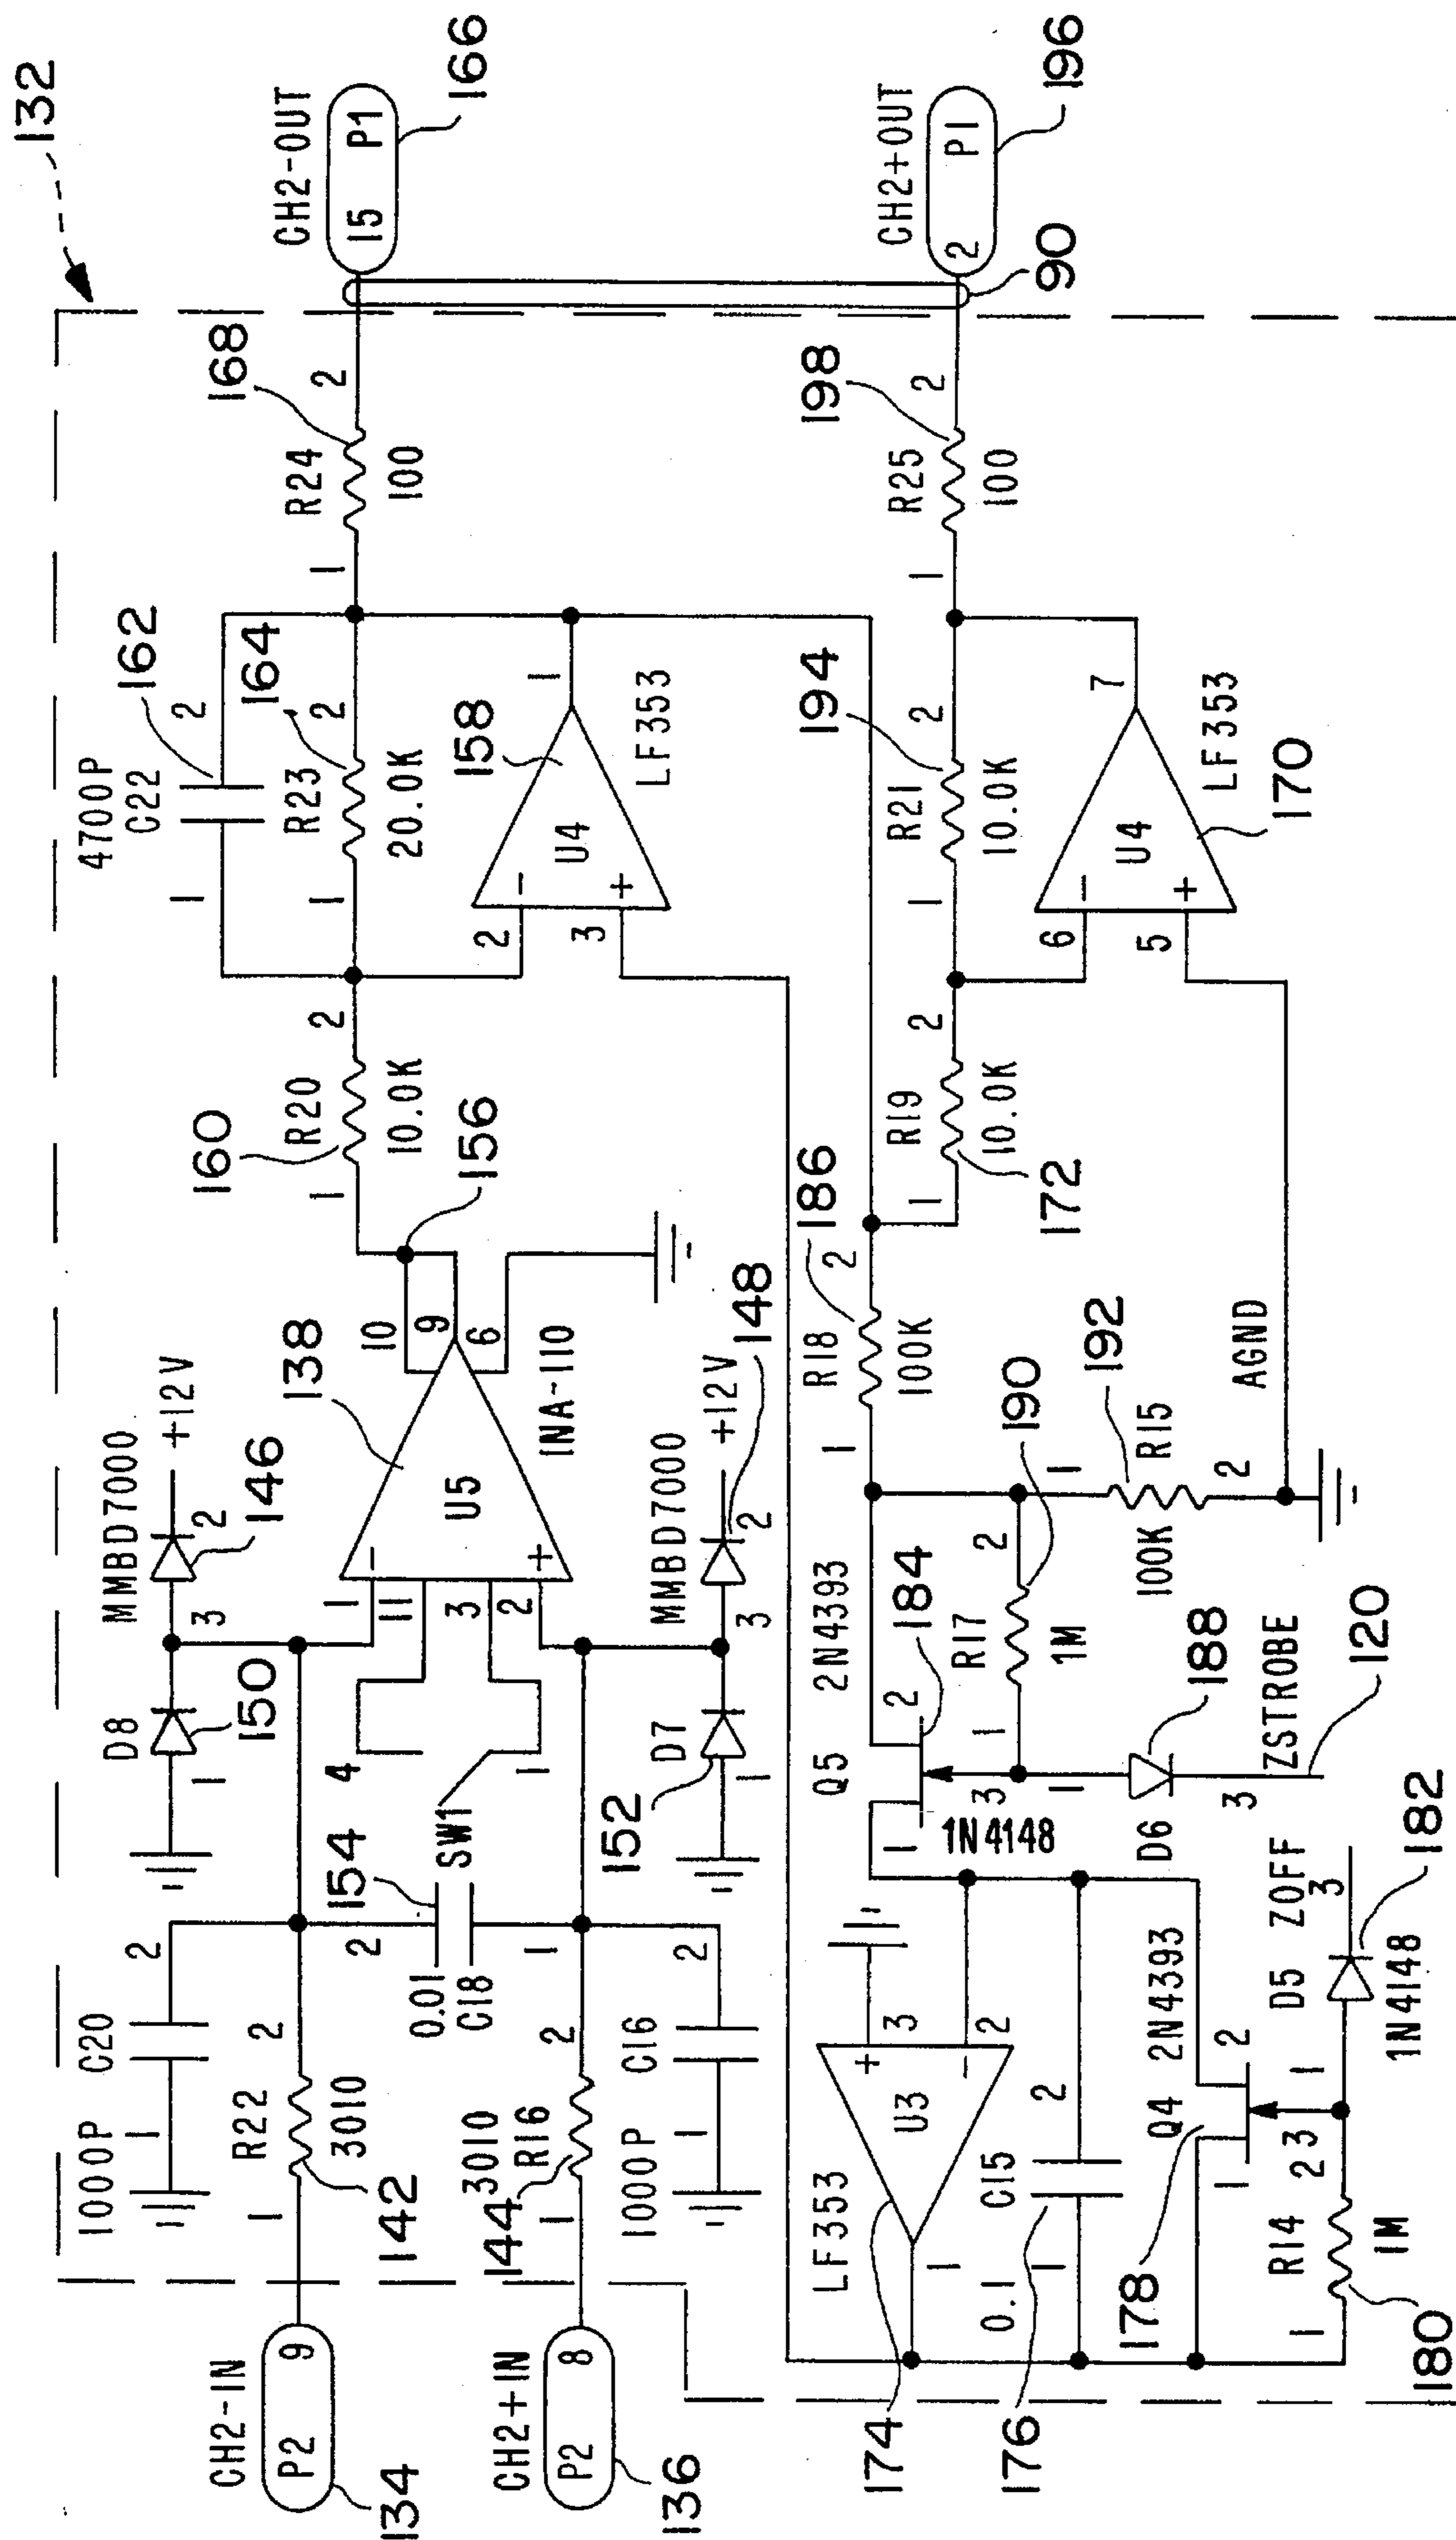 132
CH2-OUT
15 P1
166
CH2+OUT
2 P1
196
90
168
2
R24
100
1
198
2
R25
100
1
4700P
C22
162
1
2
164
R23
20.0K
1
2
158
U4
-
+
2
3
1
LF353
194
R21
10.0K
1
2
U4
-
+
6
5
7
LF353
170
160
R20
10.0K
1
2
156
186
R18
100K
1
2
R19
10.0K
1
2
172
MMBD7000
+12V
146
2
3
D8
150
1
138
U5
INA-110
-
+
1
11
3
2
10
9
6
MMBD7000
+12V
148
2
3
D7
152
1
4
1
SW1
154
0.01
C18
2
1
1000P
C20
1
2
R22
3010
1
2
142
3010
R16
1
2
144
1000P
C16
1
2
CH2-IN
P2 9
134
CH2+IN
P2 8
136
Q5
2N4393
184
1
2
3
R17
1M
1
2
190
192
R15
100K
1
2
AGND
1N4148
D6
1
3
188
ZSTROBE
120
LF353
U3
+
-
3
2
1
174
0.1
C15
1
2
176
Q4
2N4393
1
2
3
178
R14
1M
1
2
180
D5
ZOFF
1
3
1N4148
182